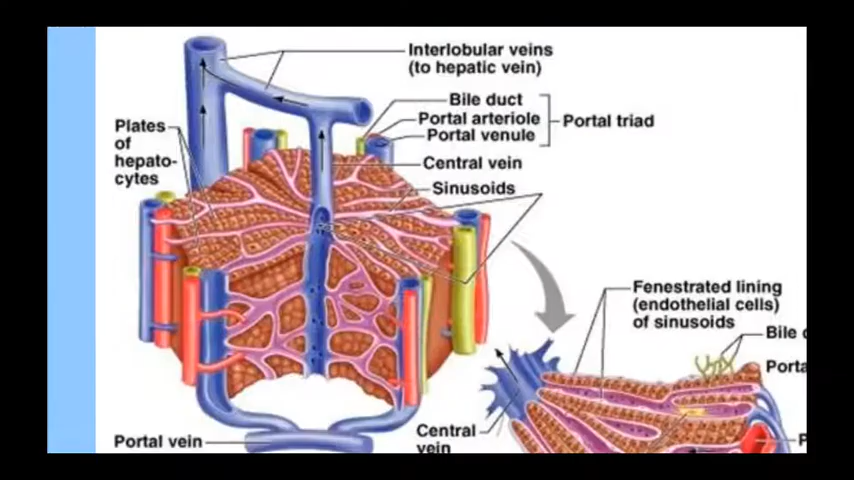 Interlobular veins
(to hepatic vein)
Bile duct
Portal arteriole
Portal venule
Portal triad
Central vein
Sinusoids
Plates
of
hepato-
cytes
Fenestrated lining
(endothelial cells)
of sinusoids
Bile
Porta
Portal vein
Central
vein
P